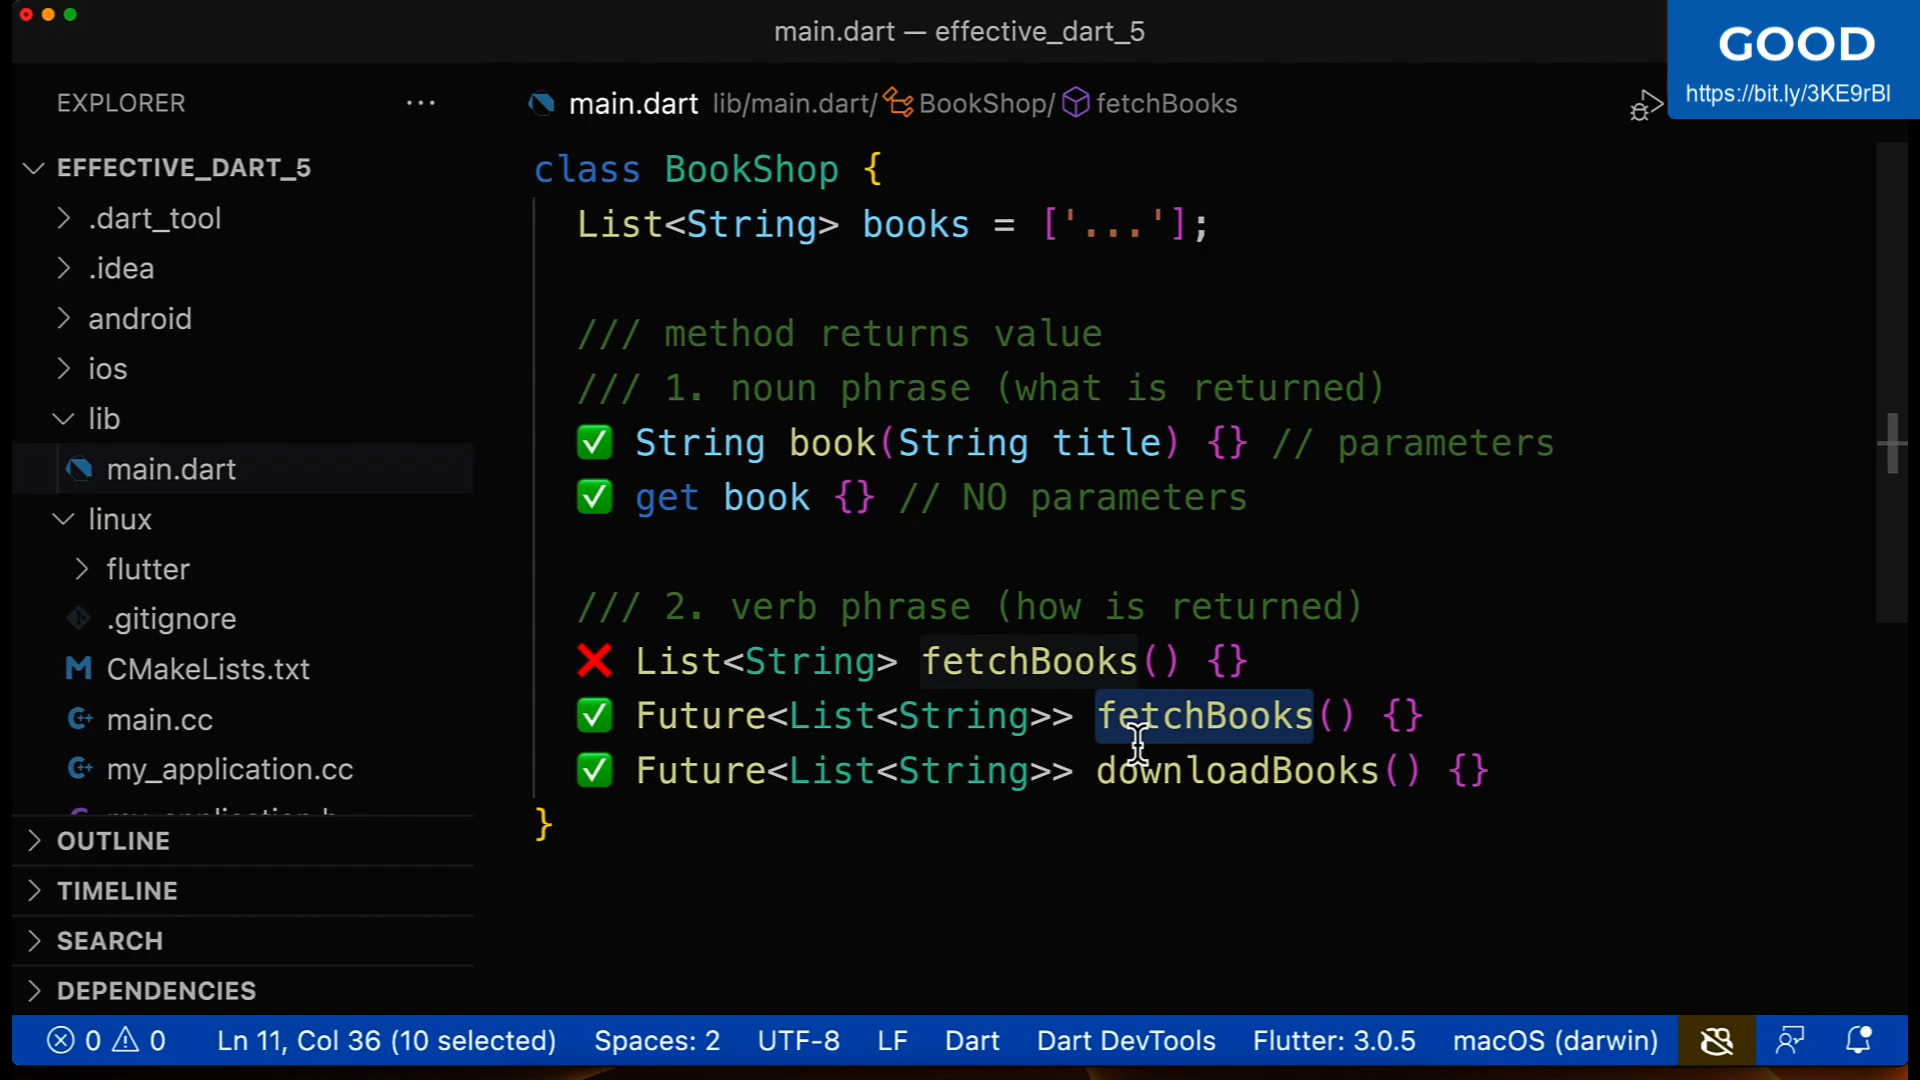 main.dart — effective_dart_5
GOOD
https://bit.ly/3KE9rBl
EXPLORER
main.dart lib/main.dart/ BookShop/ fetchBooks
EFFECTIVE_DART_5
.dart_tool
.idea
android
ios
lib
main.dart
linux
flutter
.gitignore
CMakeLists.txt
main.cc
my_application.cc
OUTLINE
TIMELINE
SEARCH
DEPENDENCIES
class BookShop {
List<String> books = ['...'];
/// method returns value
/// 1. noun phrase (what is returned)
✅ String book(String title) {} // parameters
✅ get book {} // NO parameters
/// 2. verb phrase (how is returned)
❌ List<String> fetchBooks() {}
✅ Future<List<String>> fetchBooks() {}
✅ Future<List<String>> downloadBooks() {}
}
0 0 Ln 11, Col 36 (10 selected) Spaces: 2 UTF-8 LF Dart Dart DevTools Flutter: 3.0.5 macOS (darwin)